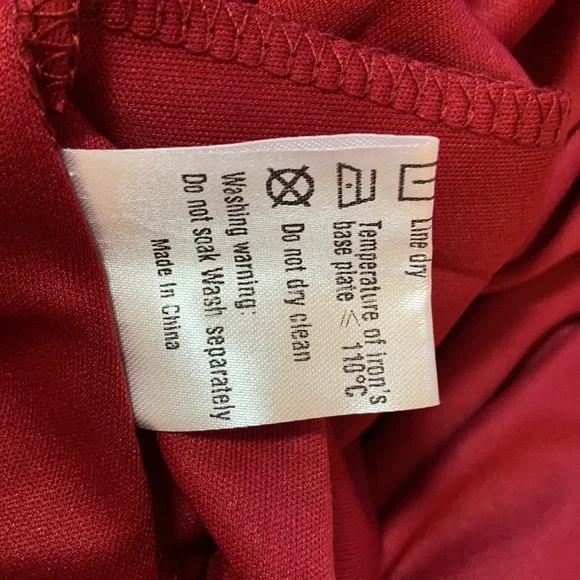 Line dry
Temperature of iron's
base plate ≤ 110°C
Do not dry clean
Washing warning:
Do not soak Wash separately
Made In China